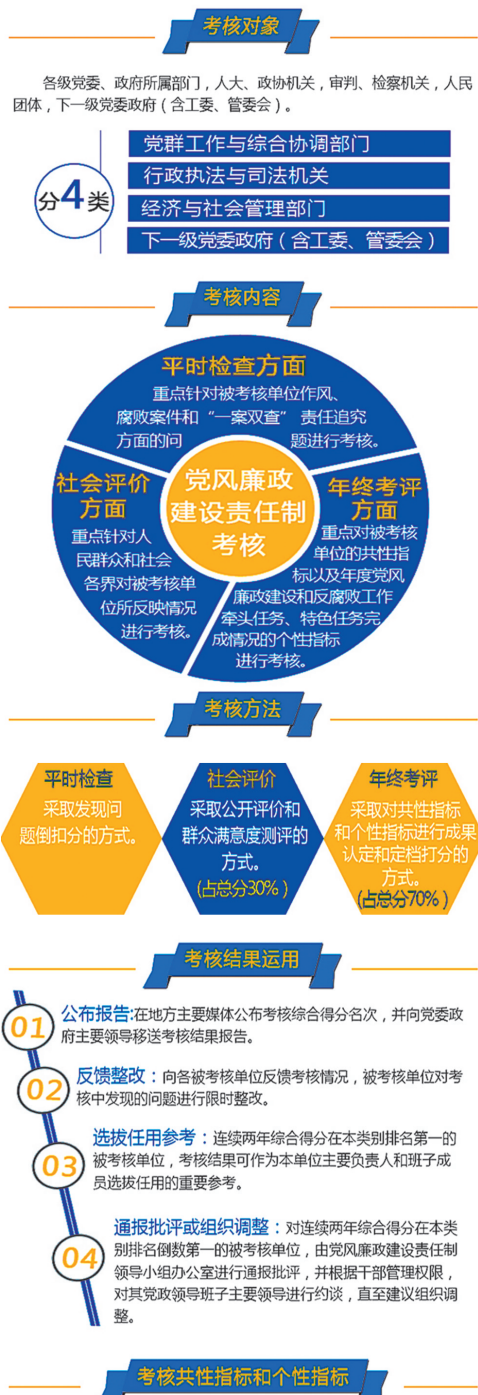 考核对象
各级党委、政府所属部门，人大、政协机关，审判、检察机关，人民
团体，下一级党委政府（含工委、管委会）。
分4类
党群工作与综合协调部门
行政执法与司法机关
经济与社会管理部门
下一级党委政府（含工委、管委会）
考核内容
平时检查方面
重点针对被考核单位作风、
腐败案件和“一案双查” 责任追究
方面的问 题进行考核。
社会评价
方面
重点针对人
民群众和社会
各界对被考核单
位所反映情况
进行考核。
党风廉政
建设责任制
考核
年终考评
方面
重点对被考核
单位的共性指
标以及年度党风
廉政建设和反腐败工作
牵头任务、特色任务完
成情况的个性指标
进行考核。
考核方法
平时检查
采取发现问
题倒扣分的方式。
社会评价
采取公开评价和
群众满意度测评的
方式。
(占总分30%）
年终考评
采取对共性指标
和个性指标进行成果
认定和定档打分的
方式。
(占总分70%）
考核结果运用
01
公布报告:在地方主要媒体公布考核综合得分名次，并向党委政
府主要领导移送考核结果报告。
02
反馈整改：向各被考核单位反馈考核情况，被考核单位对考
核中发现的问题进行限时整改。
03
选拔任用参考：连续两年综合得分在本类别排名第一的
被考核单位，考核结果可作为本单位主要负责人和班子成
员选拔任用的重要参考。
04
通报批评或组织调整：对连续两年综合得分在本类
别排名倒数第一的被考核单位，由党风廉政建设责任制
领导小组办公室进行通报批评，并根据干部管理权限，
对其党政领导班子主要领导进行约谈，直至建议组织调
整。
考核共性指标和个性指标